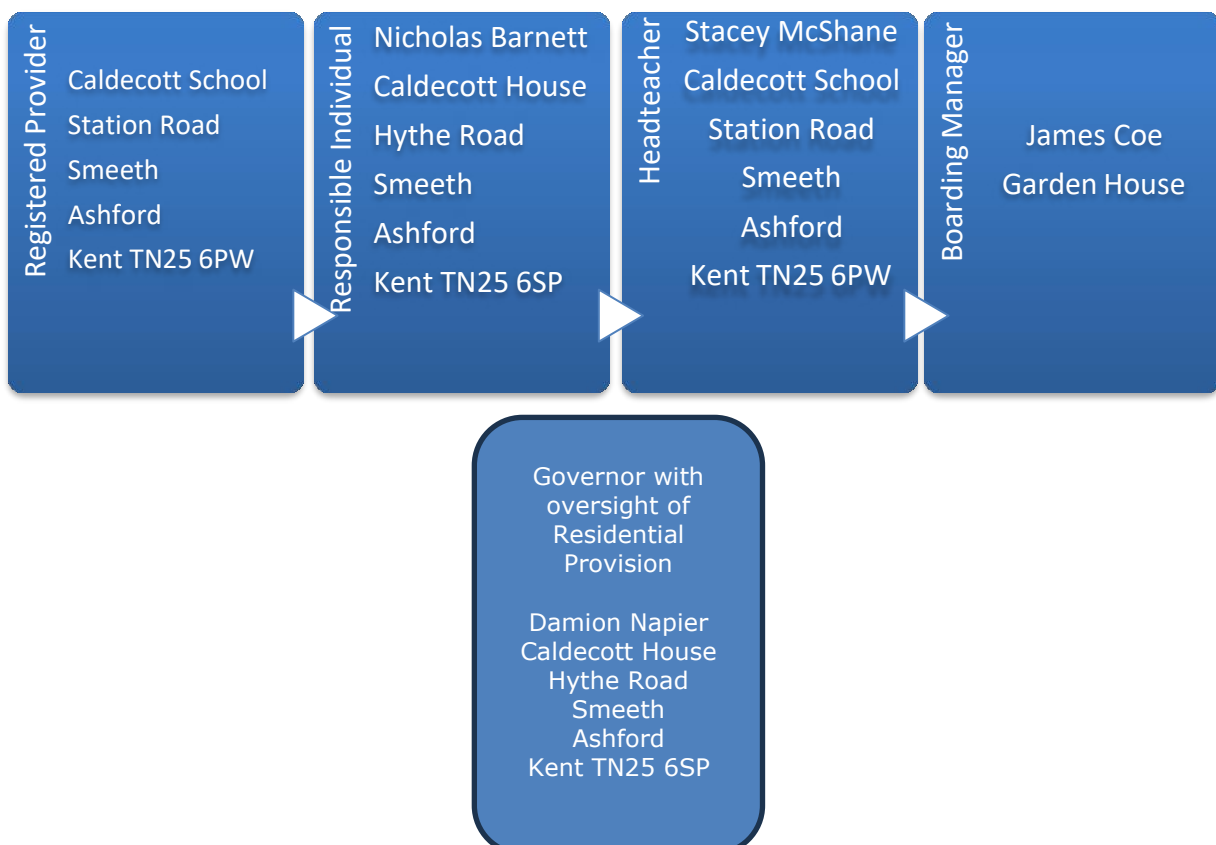 Registered Provider
Caldecott School
Station Road
Smeeth
Ashford
Kent TN25 6PW
Responsible Individual
Nicholas Barnett
Caldecott House
Hythe Road
Smeeth
Ashford
Kent TN25 6SP
Headteacher
Stacey McShane
Caldecott School
Station Road
Smeeth
Ashford
Kent TN25 6PW
Boarding Manager
James Coe
Garden House
Governor with
oversight of
Residential
Provision
Damion Napier
Caldecott House
Hythe Road
Smeeth
Ashford
Kent TN25 6SP